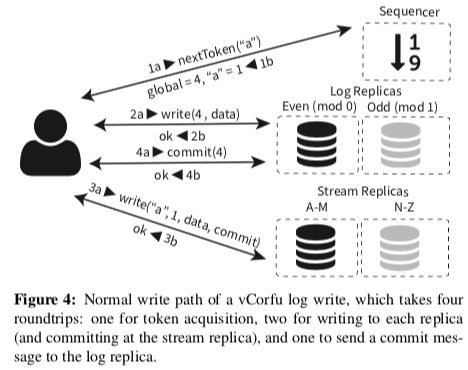 Sequencer
1
9
1a ▶ nextToken("a")
global = 4, "a" = 1 ◀ 1b
Log Replicas
Even (mod 0) Odd (mod 1)
2a ▶ write(4, data)
ok ◀ 2b
4a ▶ commit(4)
ok ◀ 4b
3a ▶ write("a", 1, data, commit)
ok ◀ 3b
Stream Replicas
A-M N-Z
Figure 4: Normal write path of a vCorfu log write, which takes four
roundtrips: one for token acquisition, two for writing to each replica
(and committing at the stream replica), and one to send a commit mes-
sage to the log replica.